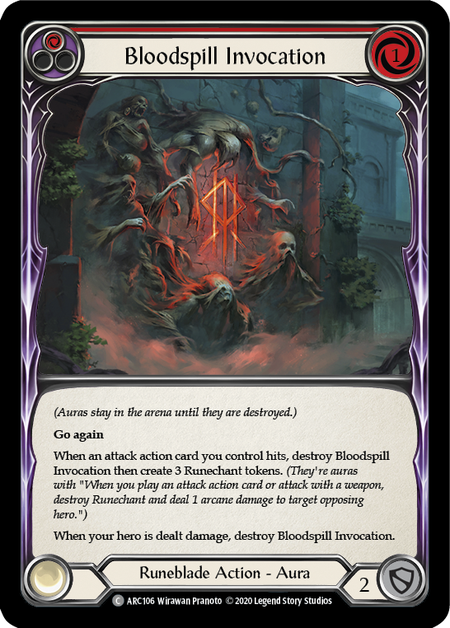 Bloodspill Invocation
1
(Auras stay in the arena until they are destroyed.)
Go again
When an attack action card you control hits, destroy Bloodspill
Invocation then create 3 Runechant tokens. (They're auras
with "When you play an attack action card or attack with a weapon,
destroy Runechant and deal 1 arcane damage to target opposing
hero.")
When your hero is dealt damage, destroy Bloodspill Invocation.
Runeblade Action - Aura
2
C ARC106 Wirawan Pranoto © 2020 Legend Story Studios